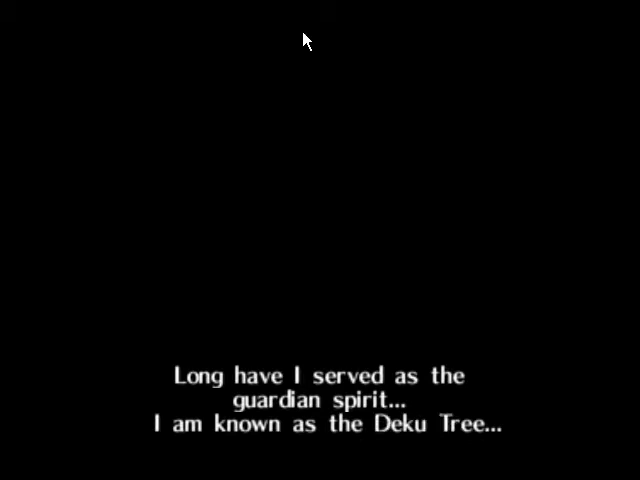 Long have I served as the
guardian spirit...
I am known as the Deku Tree...